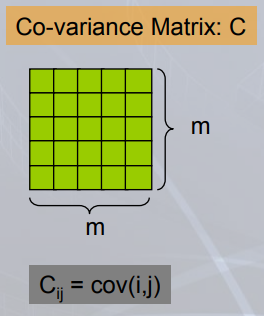 Co-variance Matrix: C
m
m
Cij = cov(i,j)